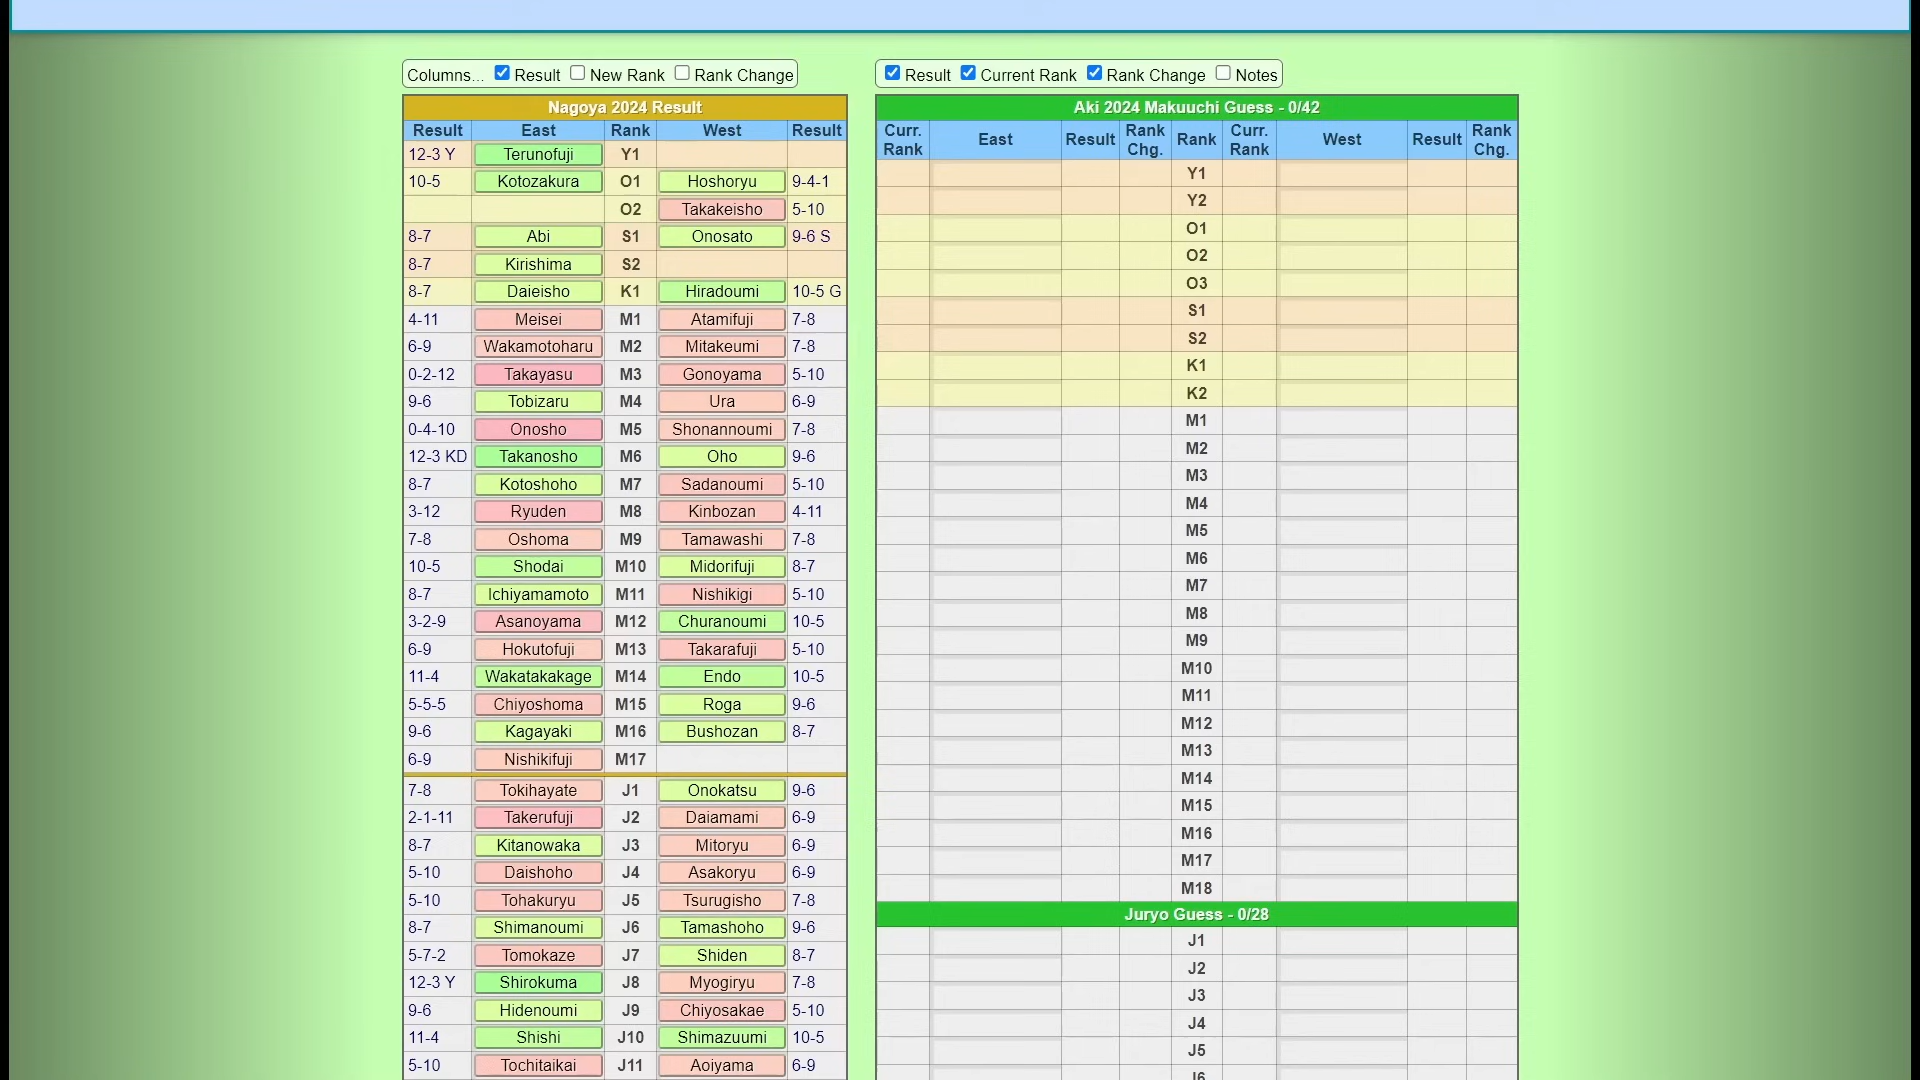 Columns... Result New Rank Rank Change
Result Current Rank Rank Change Notes
Nagoya 2024 Result
Result East Rank West Result
12-3 Y Terunofuji Y1
10-5 Kotozakura O1 Hoshoryu 9-4-1
O2 Takakeisho 5-10
8-7 Abi S1 Onosato 9-6 S
8-7 Kirishima S2
8-7 Daieisho K1 Hiradoumi 10-5 G
4-11 Meisei M1 Atamifuji 7-8
6-9 Wakamotoharu M2 Mitakeumi 7-8
0-2-12 Takayasu M3 Gonoyama 5-10
9-6 Tobizaru M4 Ura 6-9
0-4-10 Onosho M5 Shonannoumi 7-8
12-3 KD Takanosho M6 Oho 9-6
8-7 Kotoshoho M7 Sadanoumi 5-10
3-12 Ryuden M8 Kinbozan 4-11
7-8 Oshoma M9 Tamawashi 7-8
10-5 Shodai M10 Midorifuji 8-7
8-7 Ichiyamamoto M11 Nishikigi 5-10
3-2-9 Asanoyama M12 Churanoumi 10-5
6-9 Hokutofuji M13 Takarafuji 5-10
11-4 Wakatakakage M14 Endo 10-5
5-5-5 Chiyoshoma M15 Roga 9-6
9-6 Kagayaki M16 Bushozan 8-7
6-9 Nishikifuji M17
7-8 Tokihayate J1 Onokatsu 9-6
2-1-11 Takerufuji J2 Daiamami 6-9
8-7 Kitanowaka J3 Mitoryu 6-9
5-10 Daishoho J4 Asakoryu 6-9
5-10 Tohakuryu J5 Tsurugisho 7-8
8-7 Shimanoumi J6 Tamashoho 9-6
5-7-2 Tomokaze J7 Shiden 8-7
12-3 Y Shirokuma J8 Myogiryu 7-8
9-6 Hidenoumi J9 Chiyosakae 5-10
11-4 Shishi J10 Shimazuumi 10-5
5-10 Tochitaikai J11 Aoiyama 6-9
Aki 2024 Makuuchi Guess - 0/42
Curr. Rank East Result Rank Chg. Rank Curr. Rank West Result Rank Chg.
Y1
Y2
O1
O2
O3
S1
S2
K1
K2
M1
M2
M3
M4
M5
M6
M7
M8
M9
M10
M11
M12
M13
M14
M15
M16
M17
M18
Juryo Guess - 0/28
J1
J2
J3
J4
J5
J6